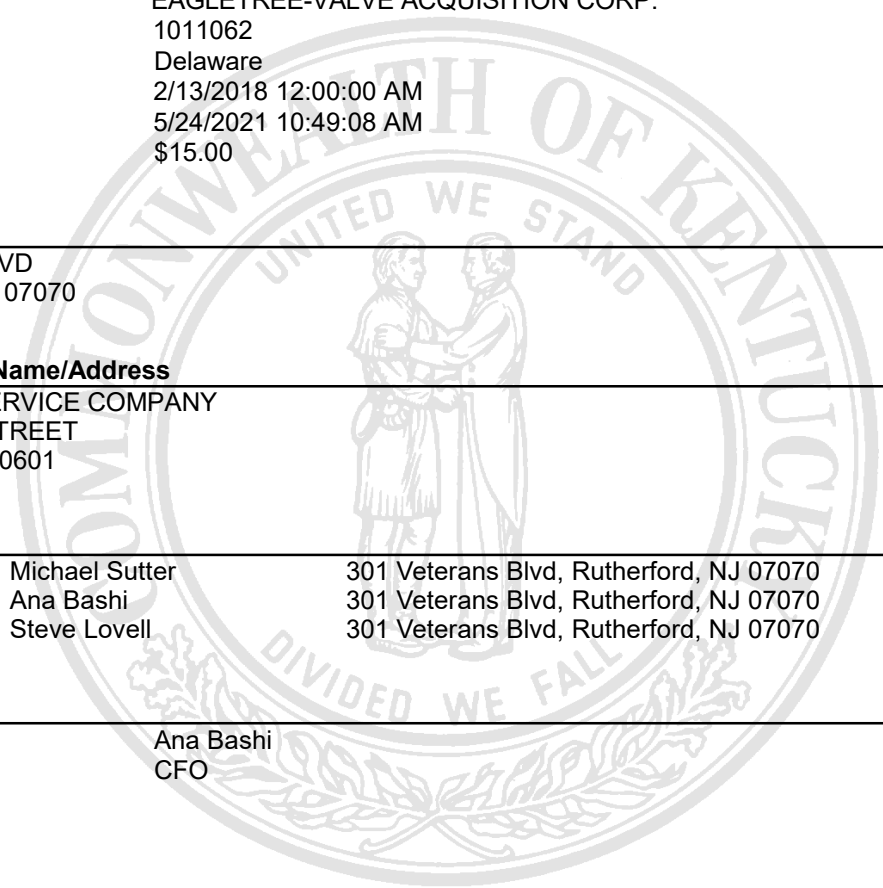 EAGLETREE-VALVE ACQUISITION CORP.
1011062
Delaware
2/13/2018 12:00:00 AM
5/24/2021 10:49:08 AM
$15.00
COMMONWEALTH OF KENTUCKY
UNITED WE STAND
VD
07070
Name/Address
ERVICE COMPANY
TREET
0601
Michael Sutter 301 Veterans Blvd, Rutherford, NJ 07070
Ana Bashi 301 Veterans Blvd, Rutherford, NJ 07070
Steve Lovell 301 Veterans Blvd, Rutherford, NJ 07070
DIVIDED WE FALL
Ana Bashi
CFO